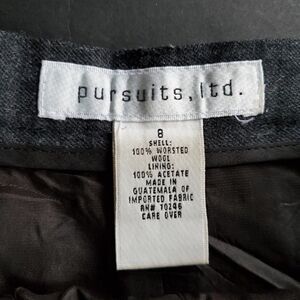 pursuits, ltd.
8
SHELL:
100% WORSTED
WOOL
LINING:
100% ACETATE
MADE IN
GUATEMALA OF
IMPORTED FABRIC
RN# 70246
CARE OVER